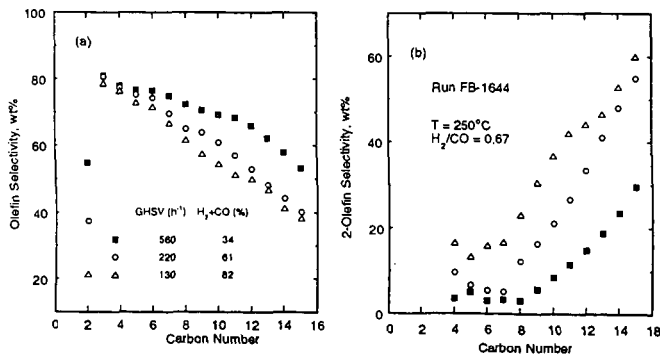 100
80
60
40
20
(a)
Olefin Selectivity, wt%
GHSV (h⁻¹) H₂+CO (%)
■ 560 34
○ 220 61
△ 130 82
0 2 4 6 8 10 12 14 16
Carbon Number
60
40
20
0
(b)
2-Olefin Selectivity, wt%
Run FB-1644
T = 250°C
H₂/CO = 0.67
0 2 4 6 8 10 12 14 16
Carbon Number